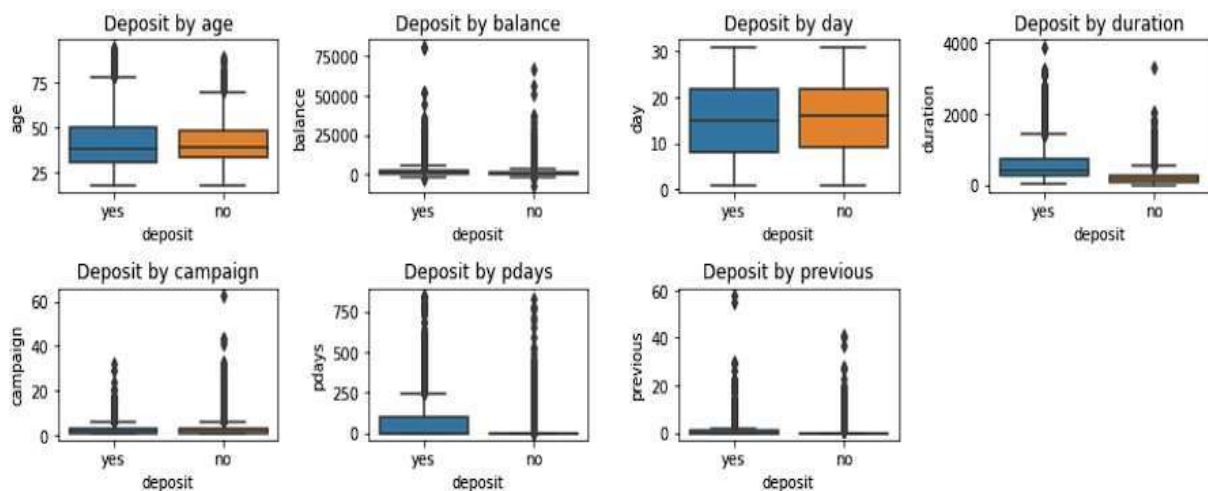 Deposit by age
Deposit by balance
Deposit by day
Deposit by duration
age
75
50
25
yes
no
deposit
balance
75000
50000
25000
0
yes
no
deposit
day
30
20
10
0
yes
no
deposit
duration
4000
2000
0
yes
no
deposit
Deposit by campaign
Deposit by pdays
Deposit by previous
campaign
60
40
20
0
yes
no
deposit
pdays
750
500
250
0
yes
no
deposit
previous
60
40
20
0
yes
no
deposit